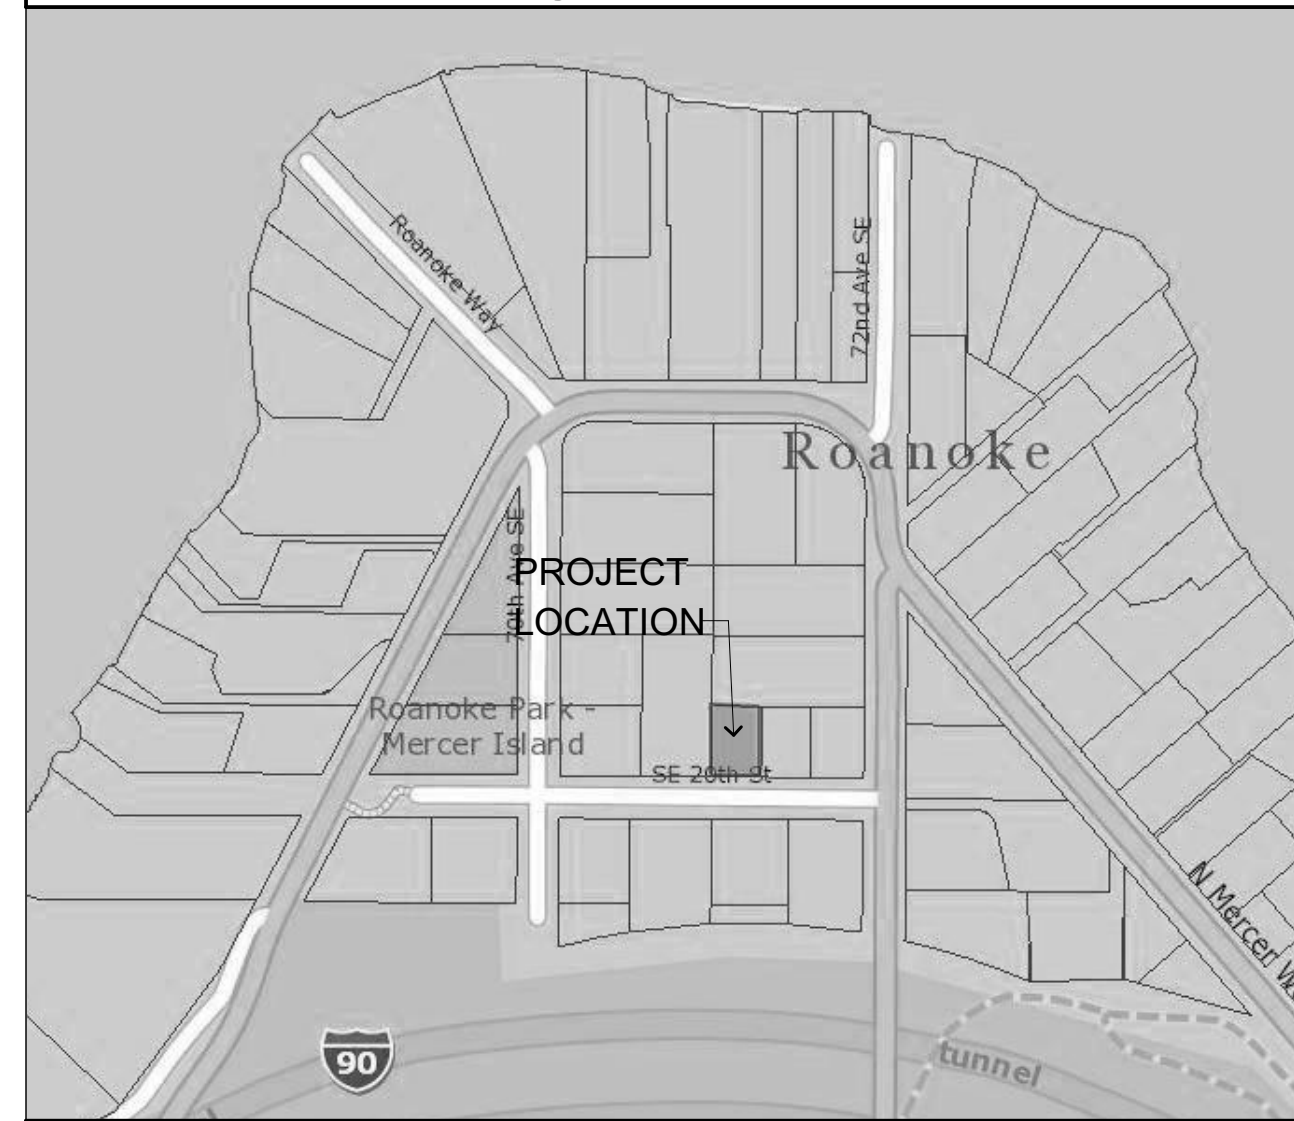 Roanoke Way
72nd Ave SE
Roanoke
70th Ave SE
PROJECT
LOCATION
Roanoke Park -
Mercer Island
SE 20th St
N Mercer W
90
tunnel